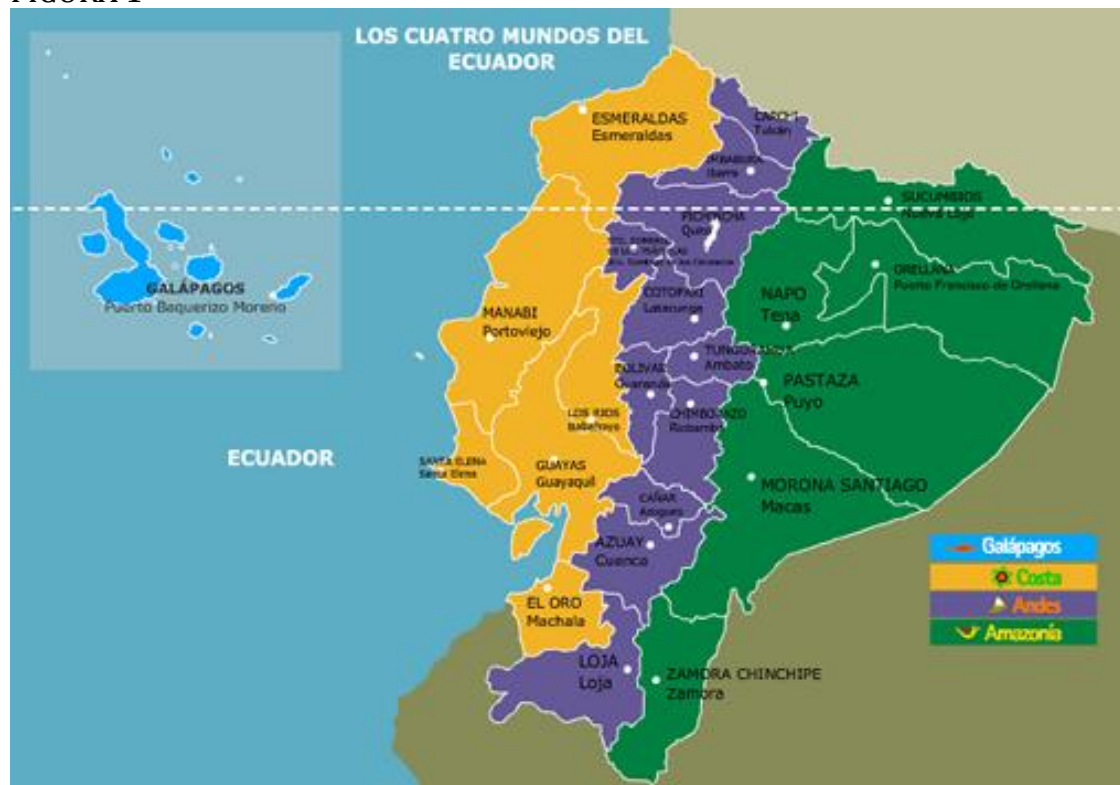 LOS CUATRO MUNDOS DEL
ECUADOR
ESMERALDAS
Esmeraldas
CARCHI
Tulcán
IMBABURA
Ibarra
SUCUMBIOS
Nueva Loja
PICHINCHA
Quito
GALÁPAGOS
Puerto Baquerizo Moreno
ORELLANA
Puerto Francisco de Orellana
COTOPAXI
Latacunga
NAPO
Tena
MANABI
Portoviejo
TUNGURAHUA
Ambato
BOLIVAR
Guaranda
PASTAZA
Puyo
CHIMBORAZO
Riobamba
LOS RIOS
Babahoyo
ECUADOR
SANTA ELENA
Santa Elena
GUAYAS
Guayaquil
MORONA SANTIAGO
Macas
CAÑAR
Azogues
AZUAY
Cuenca
EL ORO
Machala
LOJA
Loja
ZAMORA CHINCHIPE
Zamora
Galápagos
Costa
Andes
Amazonía